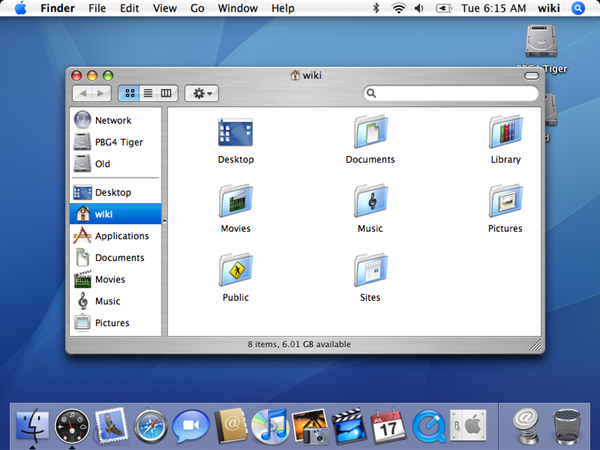 Finder File Edit View Go Window Help Tue 6:15 AM wiki
PBG4 Tiger
wiki
Network
PBG4 Tiger
Old
Desktop
wiki
Applications
Documents
Movies
Music
Pictures
Desktop Documents Library
Movies Music Pictures
Public Sites
8 items, 6.01 GB available
JUL
17